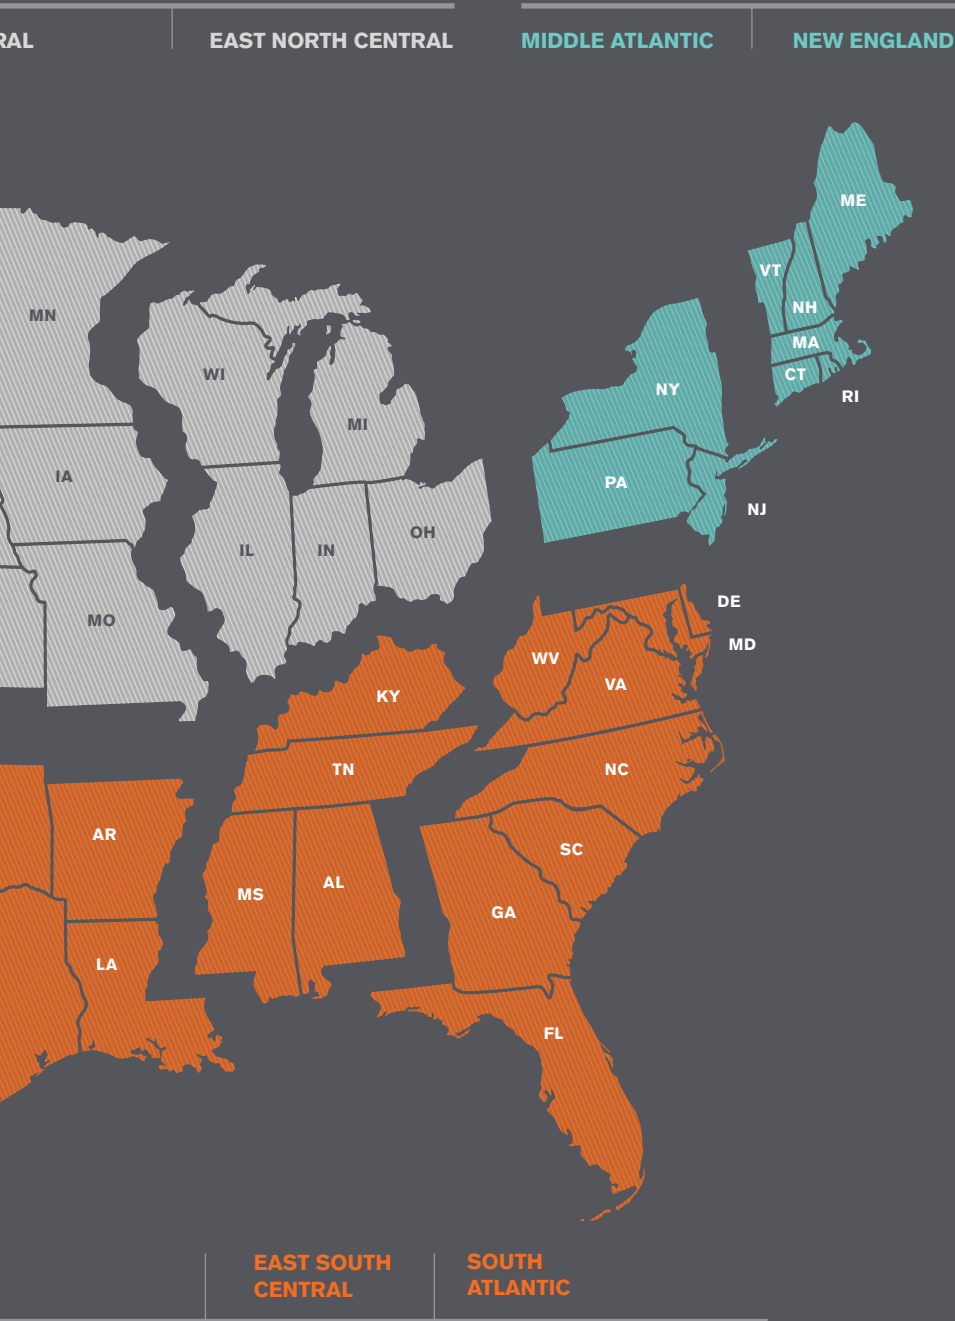 RAL
EAST NORTH CENTRAL
MIDDLE ATLANTIC
NEW ENGLAND
ME
VT
NH
MN
MA
WI
CT
NY
RI
MI
IA
PA
NJ
OH
IL
IN
DE
MO
MD
WV
VA
KY
TN
NC
AR
SC
AL
MS
GA
LA
FL
EAST SOUTH
CENTRAL
SOUTH
ATLANTIC